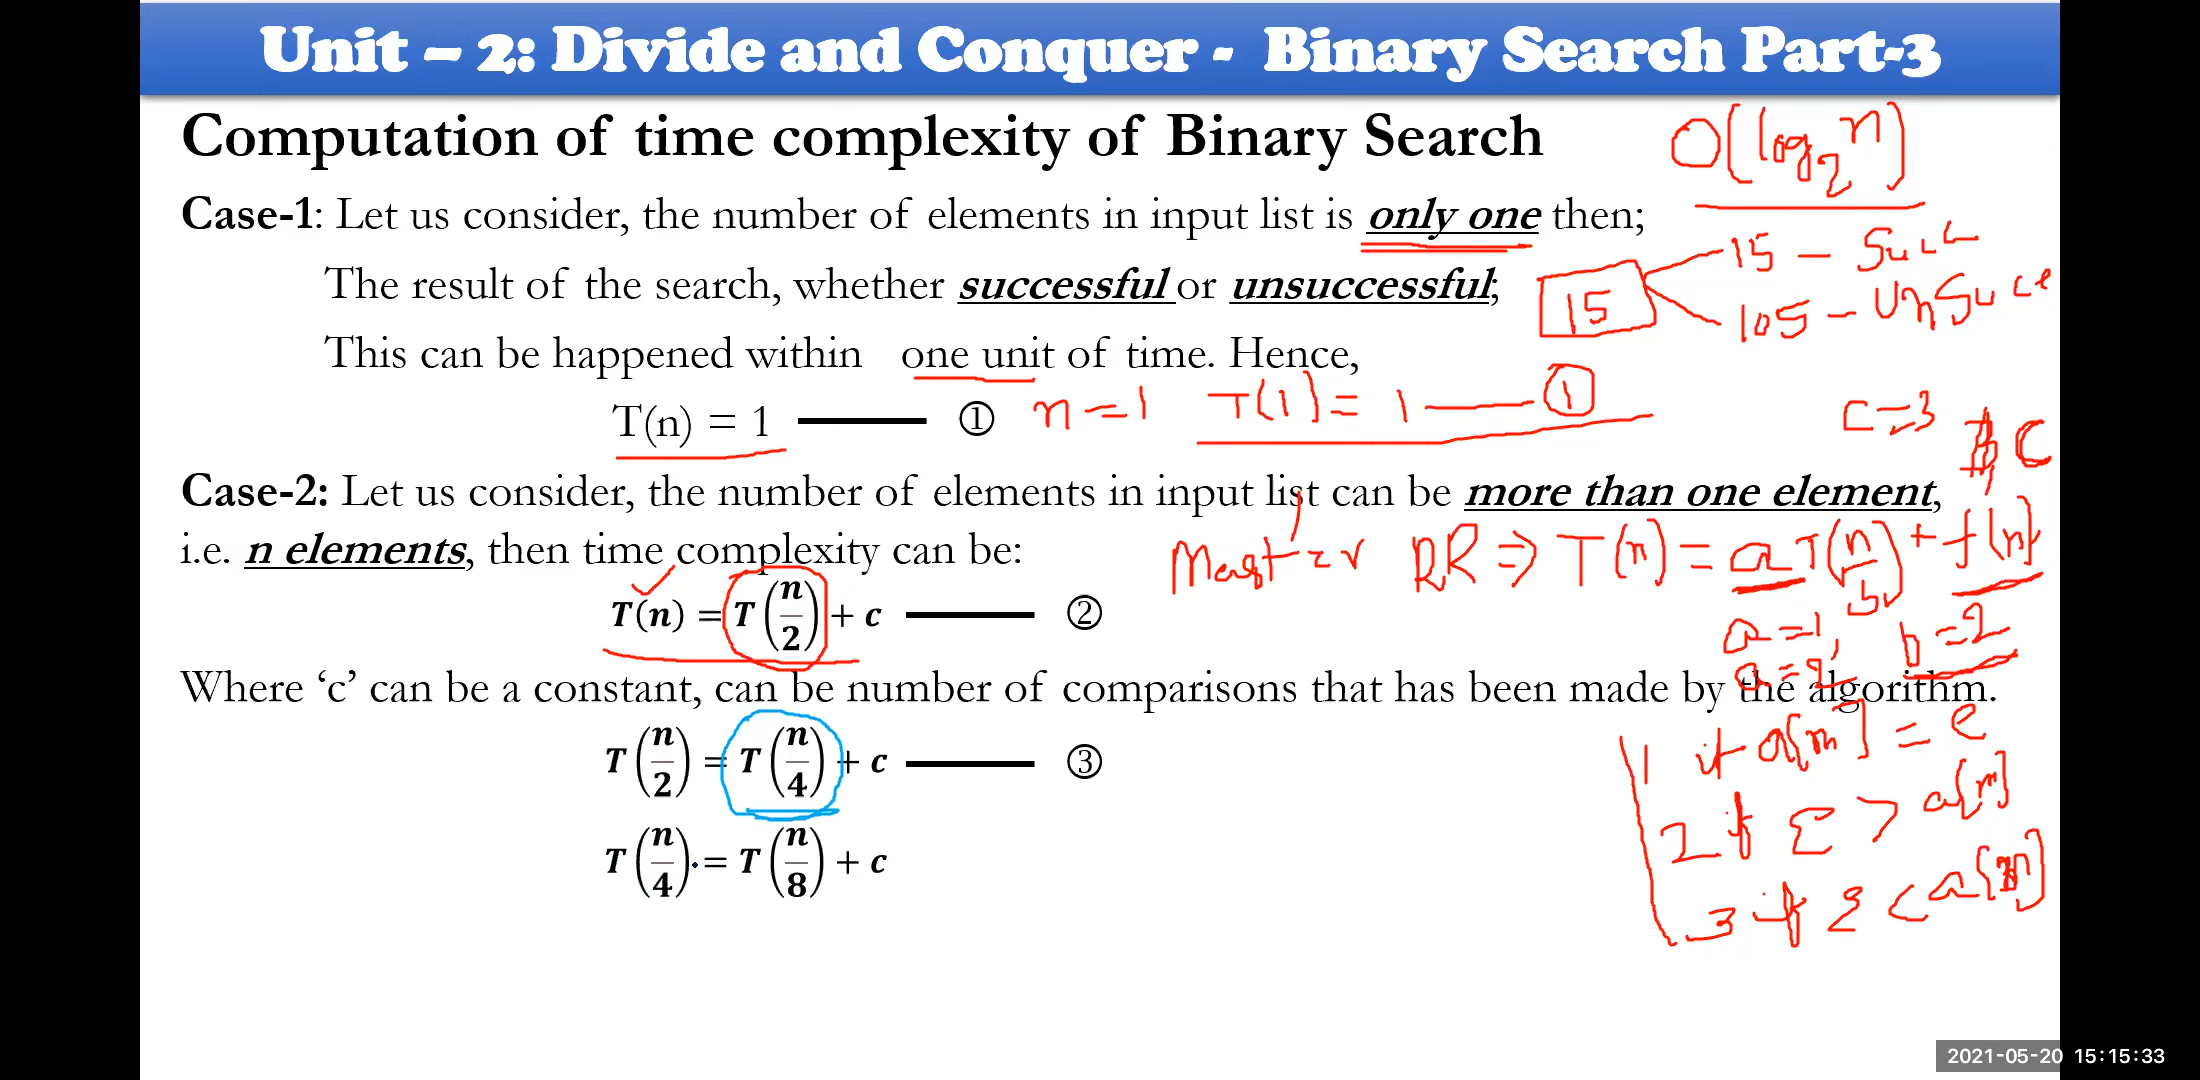 Unit – 2: Divide and Conquer - Binary Search Part-3
Computation of time complexity of Binary Search
O(log₂n)
Case-1: Let us consider, the number of elements in input list is only one then;
15 - Succ
The result of the search, whether successful or unsuccessful;
15
105 - UnSucce
This can be happened within one unit of time. Hence,
T(n) = 1 ——— ①
n = 1 T(1) = 1 ——— ①
c = 3
C
Case-2: Let us consider, the number of elements in input list can be more than one element,
i.e. n elements, then time complexity can be:
Master RR ⇒ T(n) = aT(n/b) + f(n)
T(n) = T(n/2) + c ——— ②
a = 1, b = 2
a = 2
Where ‘c’ can be a constant, can be number of comparisons that has been made by the algorithm.
T(n/2) = T(n/4) + c ——— ③
1 if a[m] = e
2 if Σ > a[m]
T(n/4) = T(n/8) + c
3 if Σ < a[m]
2021-05-20 15:15:33